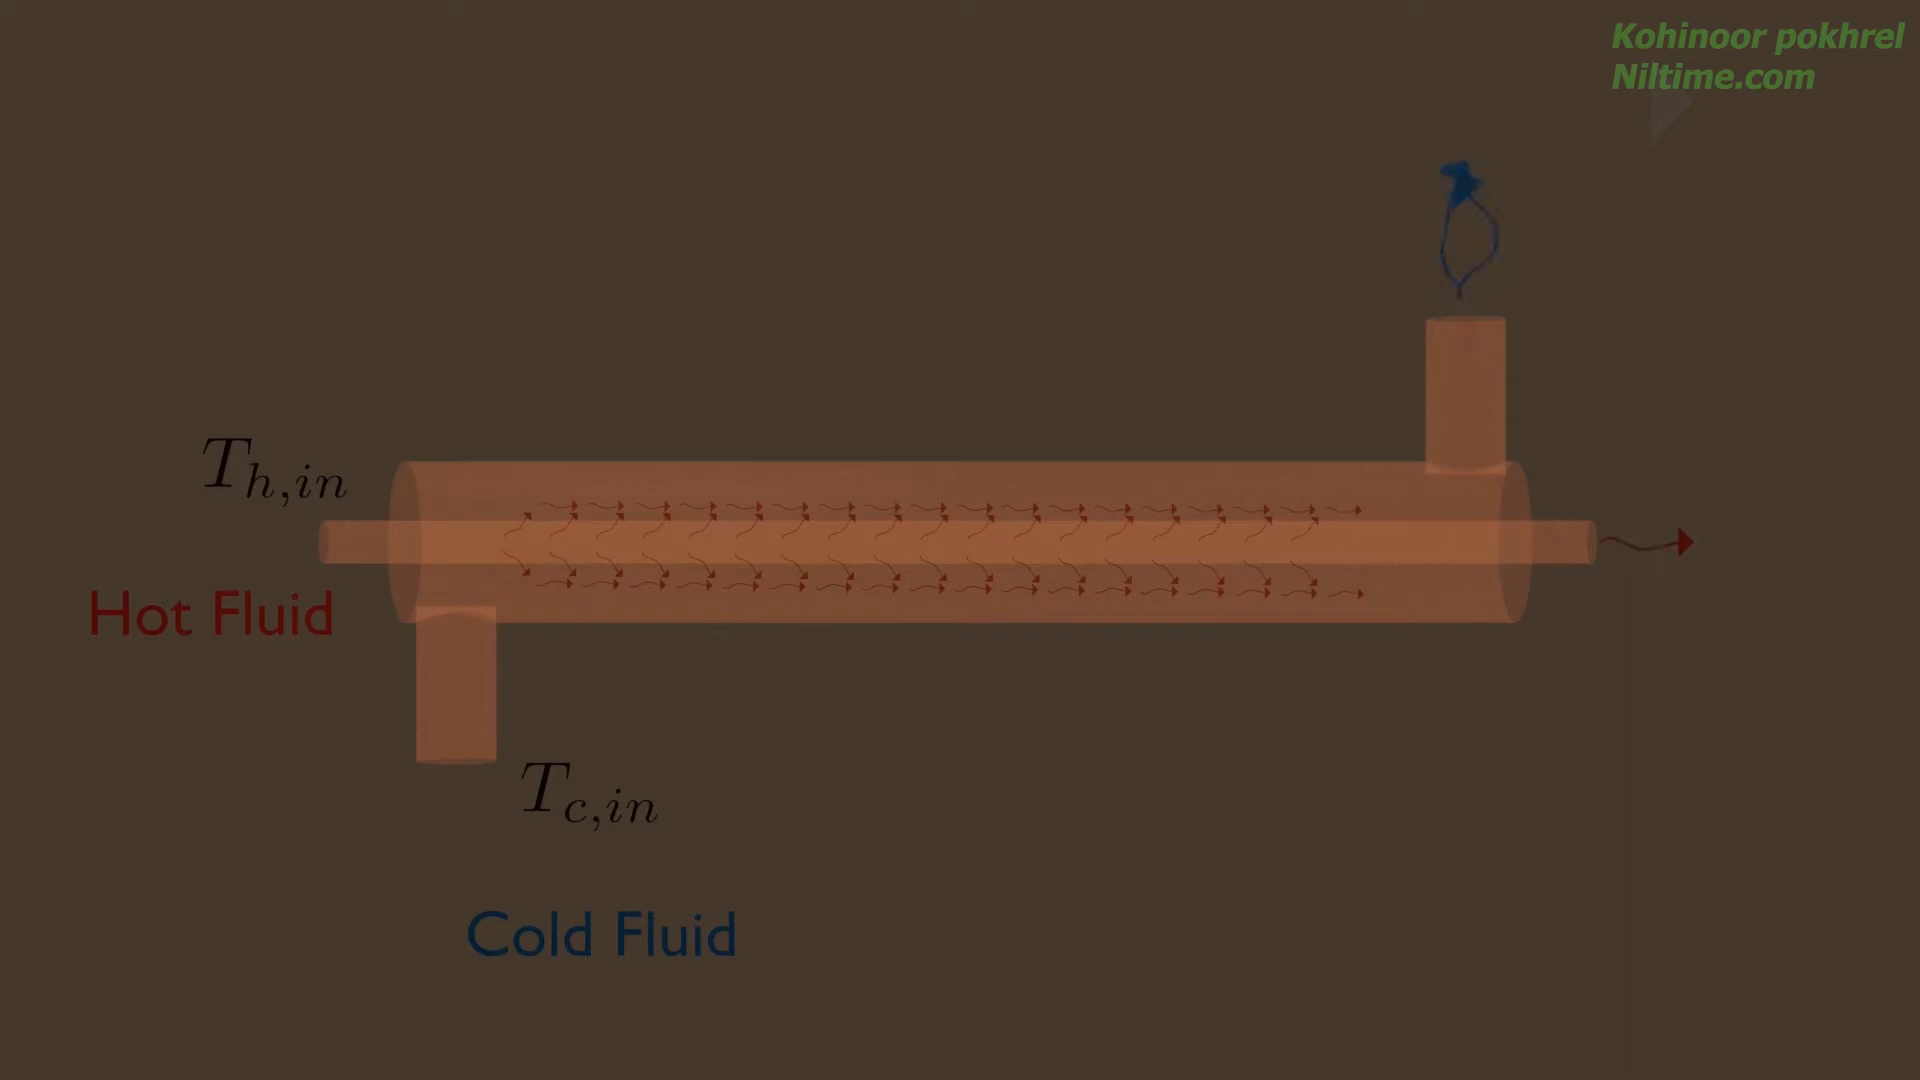 Kohinoor pokhrel
Niltime.com
T_{h,in}
Hot Fluid
T_{c,in}
Cold Fluid